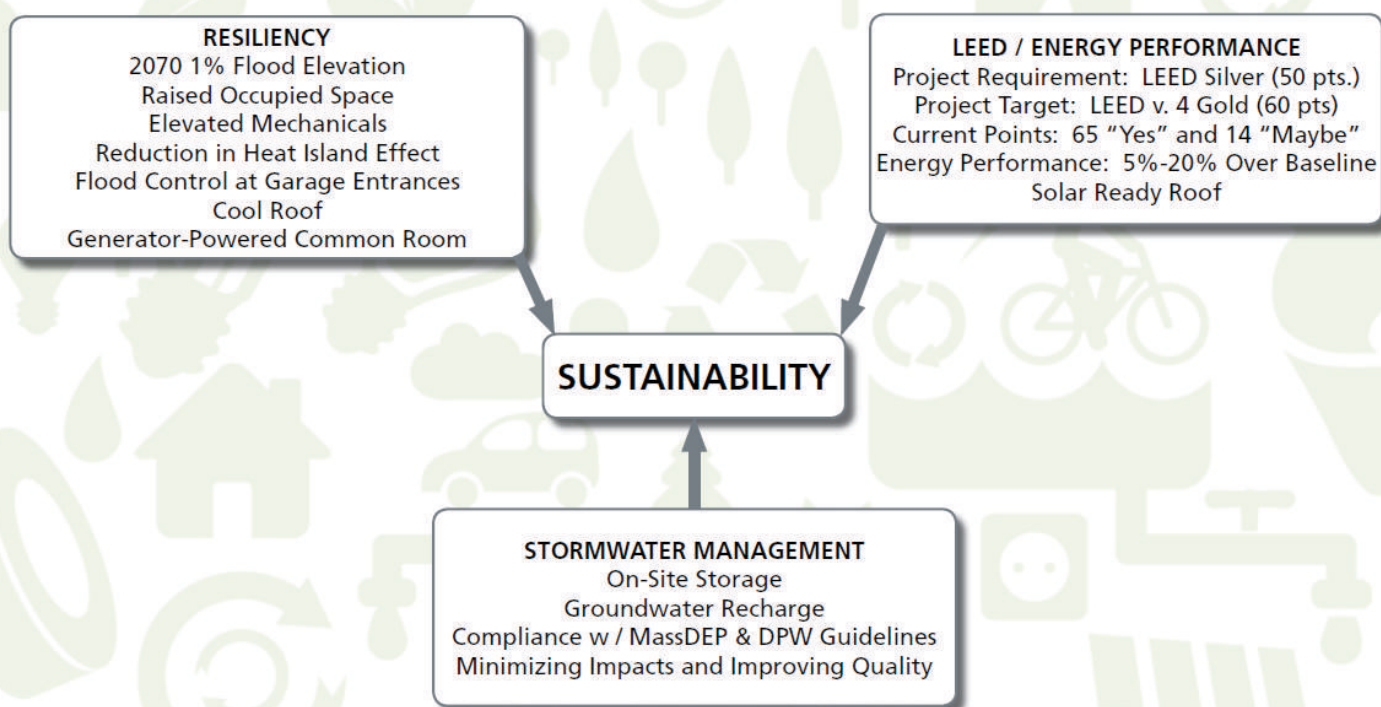 RESILIENCY
2070 1% Flood Elevation
Raised Occupied Space
Elevated Mechanicals
Reduction in Heat Island Effect
Flood Control at Garage Entrances
Cool Roof
Generator-Powered Common Room
LEED / ENERGY PERFORMANCE
Project Requirement: LEED Silver (50 pts.)
Project Target: LEED v. 4 Gold (60 pts)
Current Points: 65 “Yes” and 14 “Maybe”
Energy Performance: 5%-20% Over Baseline
Solar Ready Roof
SUSTAINABILITY
STORMWATER MANAGEMENT
On-Site Storage
Groundwater Recharge
Compliance w / MassDEP & DPW Guidelines
Minimizing Impacts and Improving Quality